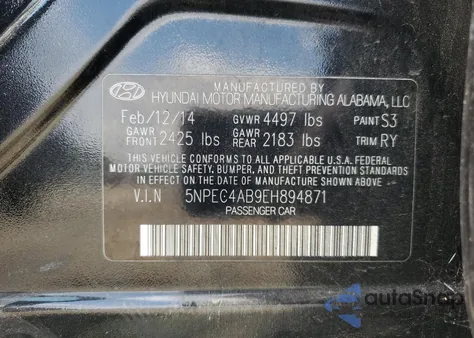 MANUFACTURED BY
HYUNDAI MOTOR MANUFACTURING ALABAMA, LLC
Feb/12/14 GVWR 4497 lbs PAINT S3
GAWR FRONT 2425 lbs GAWR REAR 2183 lbs TRIM RY
THIS VEHICLE CONFORMS TO ALL APPLICABLE U.S.A. FEDERAL
MOTOR VEHICLE SAFETY, BUMPER, AND THEFT PREVENTION
STANDARDS IN EFFECT ON THE DATE OF MANUFACTURE SHOWN ABOVE.
V.I.N 5NPEC4AB9EH894871
PASSENGER CAR
autoSnap